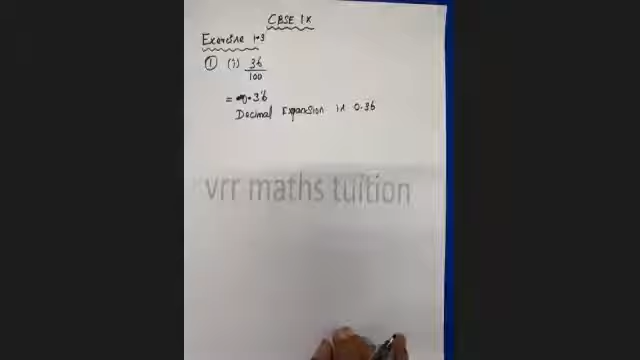 CBSE IX
Exercise 1.3
① (i) 36
100
= 0.36
Decimal Expansion is 0.36
vrr maths tuition